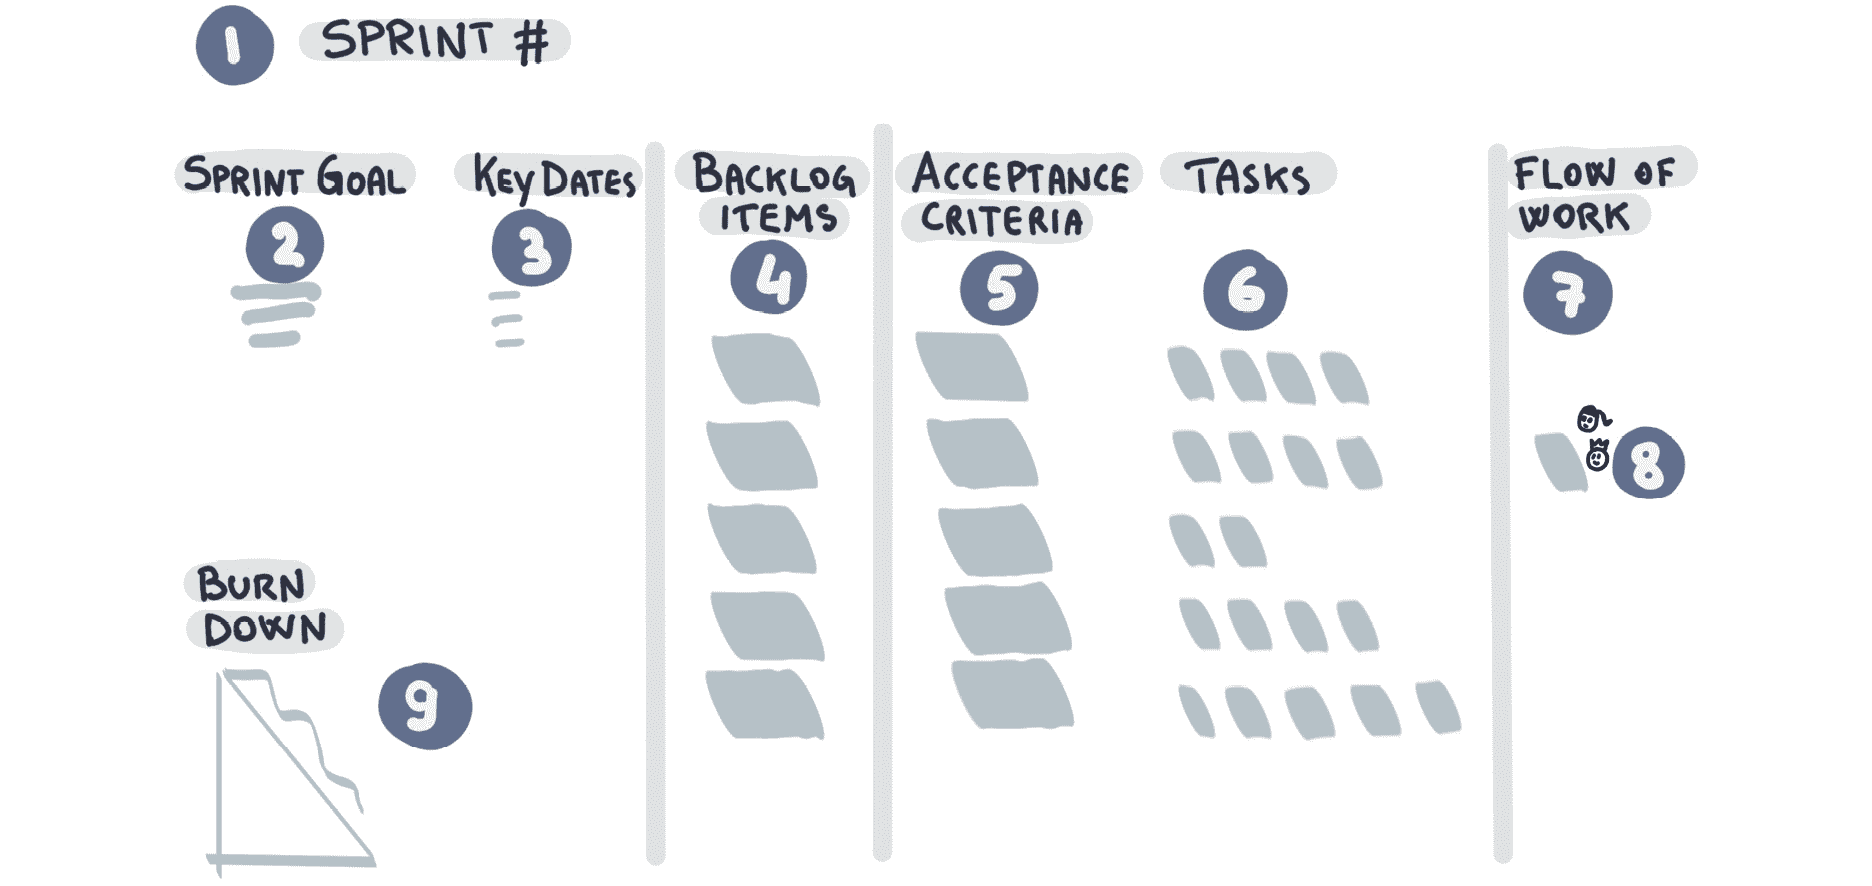 1 SPRINT #
SPRINT GOAL
2
KEY DATES
3
BACKLOG
ITEMS
4
ACCEPTANCE
CRITERIA
5
TASKS
6
FLOW OF
WORK
7
8
BURN
DOWN
9